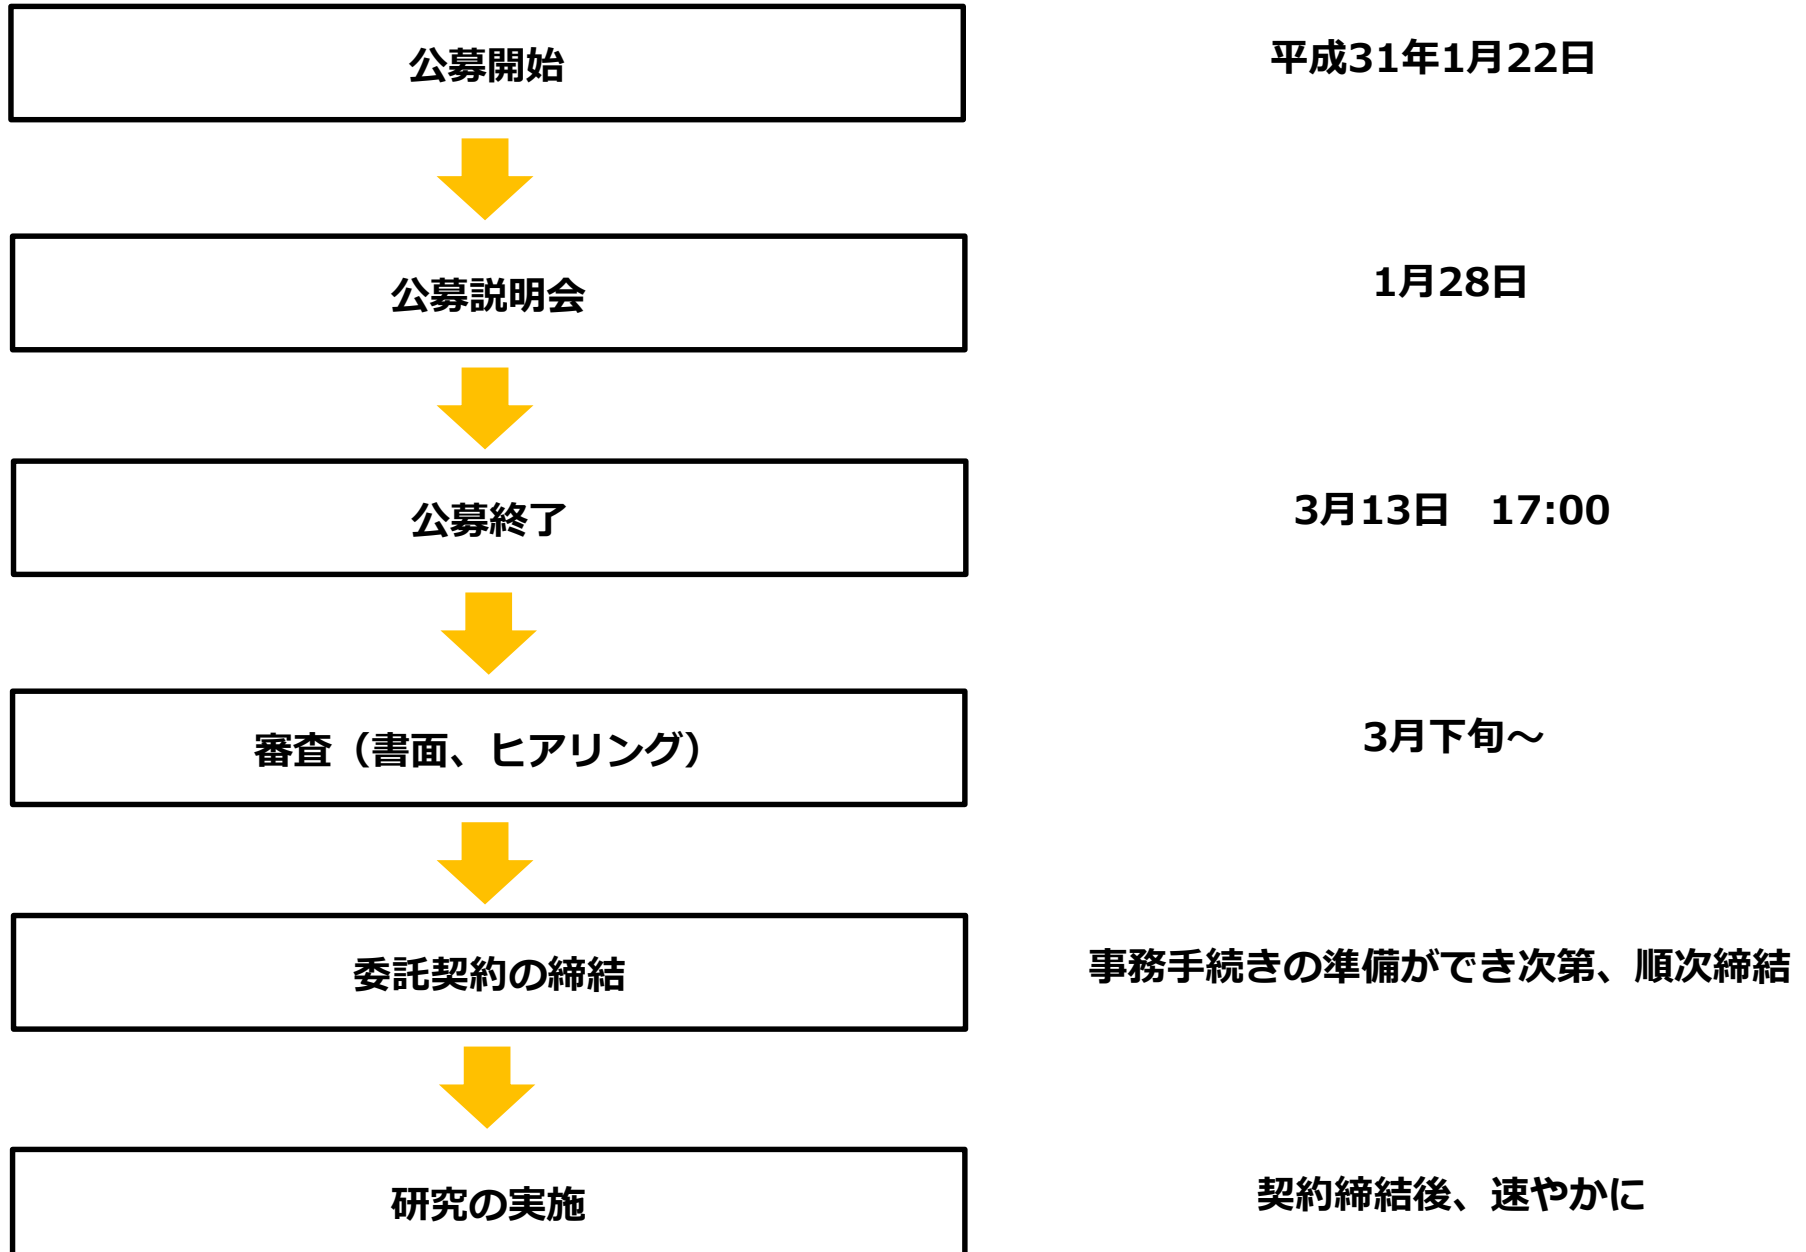 公募開始
平成31年1月22日
公募説明会
1月28日
公募終了
3月13日　17:00
審査（書面、ヒアリング）
3月下旬～
委託契約の締結
事務手続きの準備ができ次第、順次締結
研究の実施
契約締結後、速やかに